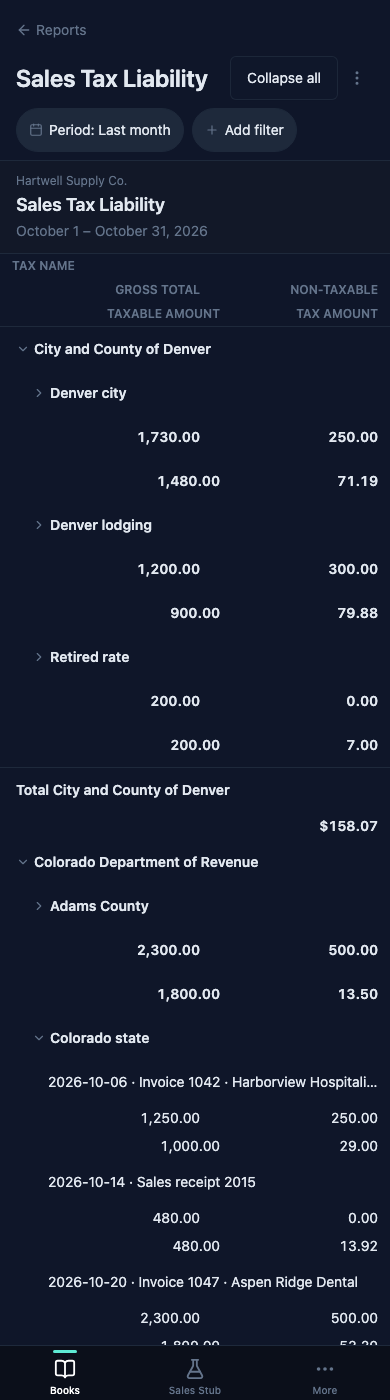 Reports
Sales Tax Liability
Collapse all
Period: Last month
Add filter
Hartwell Supply Co.
Sales Tax Liability
October 1 – October 31, 2026
TAX NAME
GROSS TOTAL NON-TAXABLE
TAXABLE AMOUNT TAX AMOUNT
City and County of Denver
Denver city
1,730.00 250.00
1,480.00 71.19
Denver lodging
1,200.00 300.00
900.00 79.88
Retired rate
200.00 0.00
200.00 7.00
Total City and County of Denver
$158.07
Colorado Department of Revenue
Adams County
2,300.00 500.00
1,800.00 13.50
Colorado state
2026-10-06 · Invoice 1042 · Harborview Hospitali...
1,250.00 250.00
1,000.00 29.00
2026-10-14 · Sales receipt 2015
480.00 0.00
480.00 13.92
2026-10-20 · Invoice 1047 · Aspen Ridge Dental
2,300.00 500.00
Books Sales Stub More